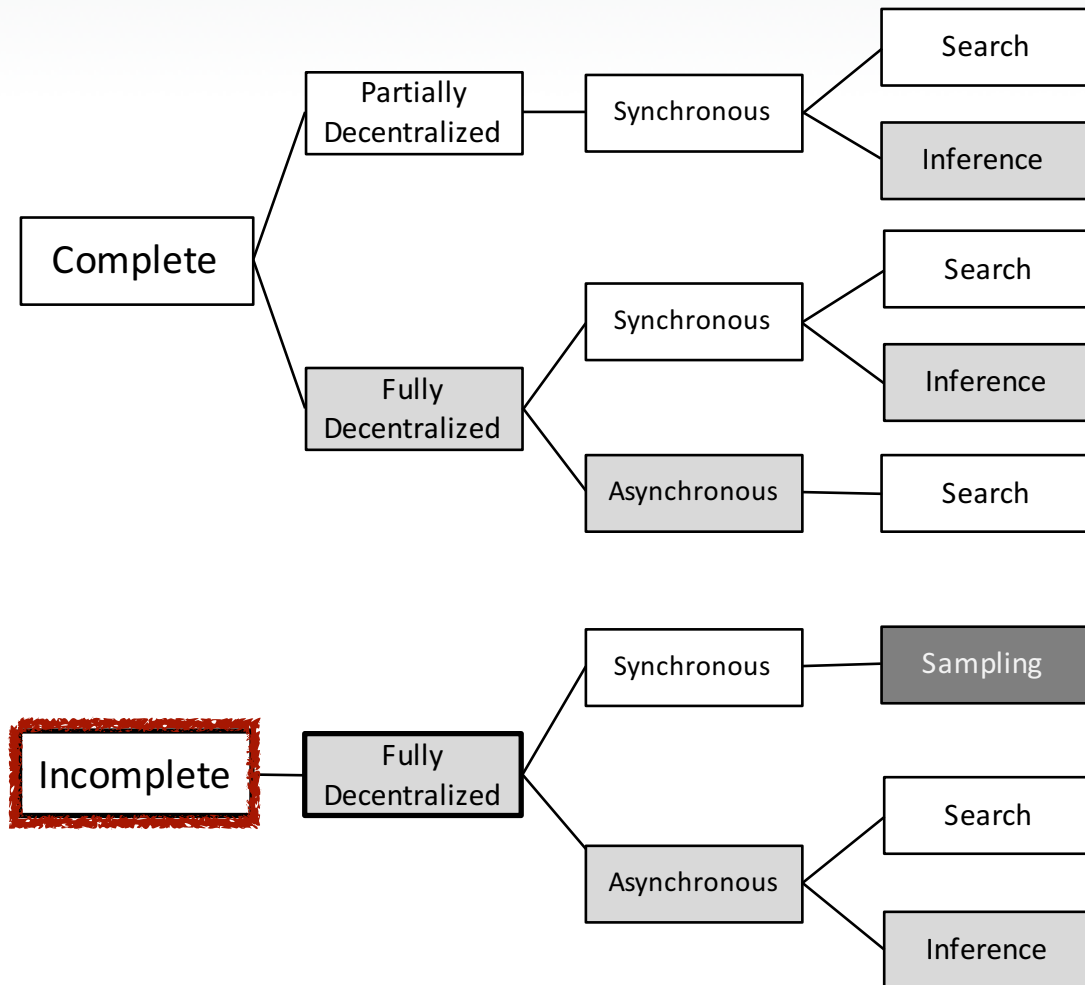 Search
Partially
Decentralized
Synchronous
Inference
Complete
Search
Synchronous
Inference
Fully
Decentralized
Asynchronous
Search
Synchronous
Sampling
Incomplete
Fully
Decentralized
Search
Asynchronous
Inference